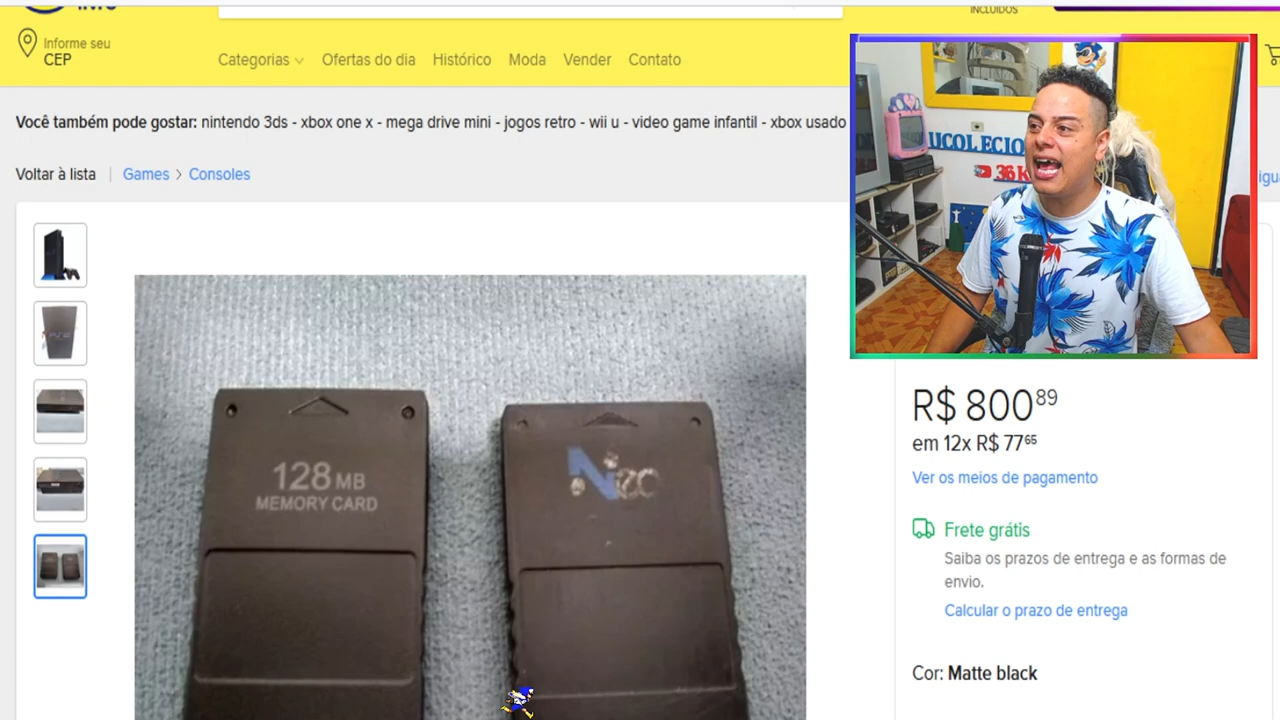 INCLUÍDOS
Informe seu
CEP
Categorias
Ofertas do dia
Histórico
Moda
Vender
Contato
Você também pode gostar: nintendo 3ds - xbox one x - mega drive mini - jogos retro - wii u - video game infantil - xbox usado
Voltar à lista
Games
Consoles
UCOLECIO
36K
128 MB
MEMORY CARD
R$ 800 89
em 12x R$ 77 65
Ver os meios de pagamento
Frete grátis
Saiba os prazos de entrega e as formas de
envio.
Calcular o prazo de entrega
Cor: Matte black